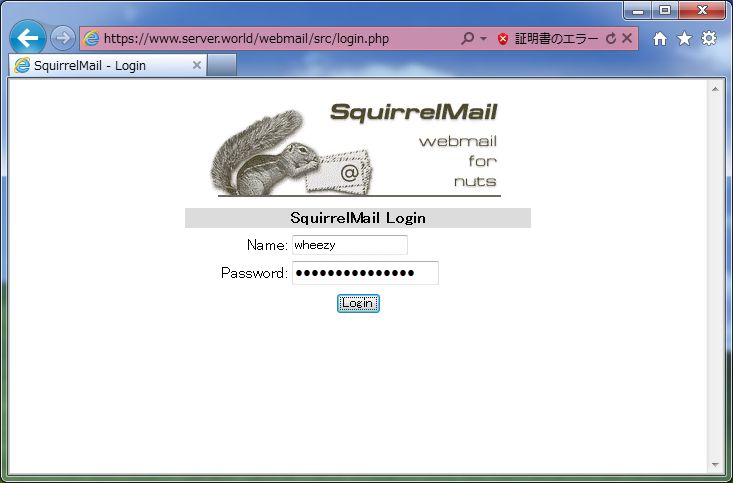 https://www.server.world/webmail/src/login.php
証明書のエラー
SquirrelMail - Login
SquirrelMail
webmail
for
nuts
@
SquirrelMail Login
Name: wheezy
Password: ●●●●●●●●●●●●●●●
Login